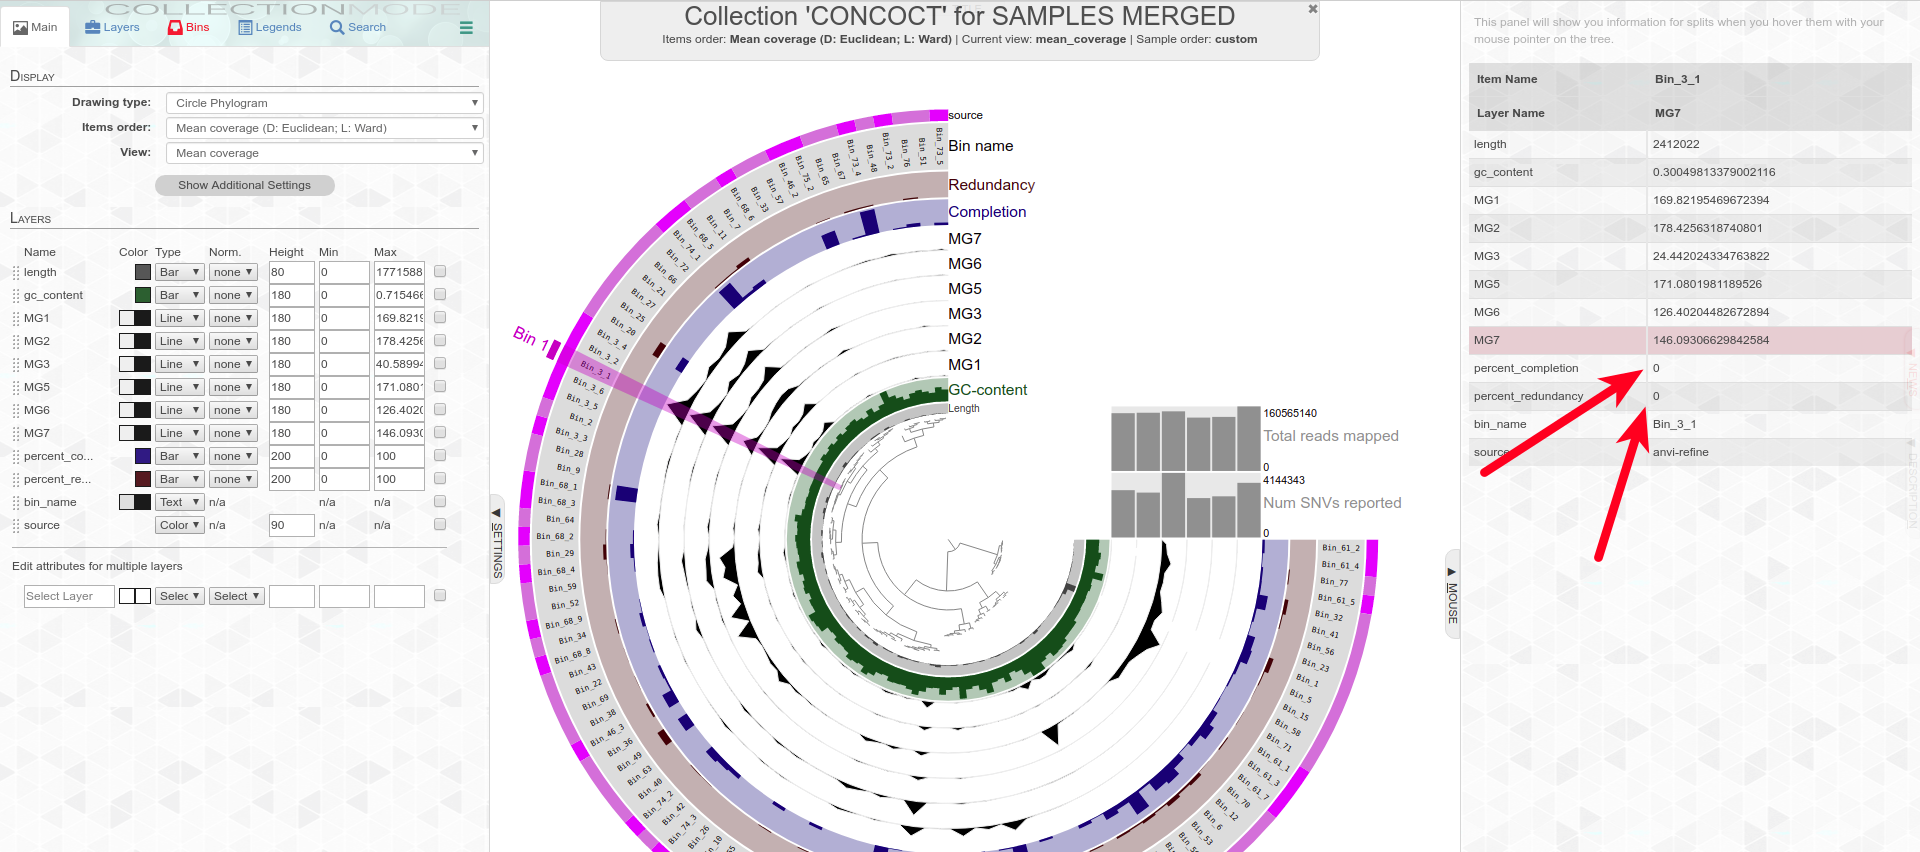 COLLECTION MODE
Main
Layers
Bins
Legends
Search
DISPLAY
Drawing type:
Circle Phylogram
Items order:
Mean coverage (D: Euclidean; L: Ward)
View:
Mean coverage
Show Additional Settings
LAYERS
Name Color Type Norm. Height Min Max
length Bar none 80 0 1771588
gc_content Bar none 180 0 0.715466
MG1 Line none 180 0 169.8219
MG2 Line none 180 0 178.4256
MG3 Line none 180 0 40.58994
MG5 Line none 180 0 171.0801
MG6 Line none 180 0 126.4020
MG7 Line none 180 0 146.0930
percent_co... Bar none 200 0 100
percent_re... Bar none 200 0 100
bin_name Text n/a n/a n/a
source Color n/a 90 n/a n/a
Edit attributes for multiple layers
Select Layer Selec Select
SETTINGS
Collection 'CONCOCT' for SAMPLES MERGED
Items order: Mean coverage (D: Euclidean; L: Ward) | Current view: mean_coverage | Sample order: custom
source
Bin name
Redundancy
Completion
MG7
MG6
MG5
MG3
MG2
MG1
GC-content
Length
Bin_73_5
Bin_51
Bin_76
Bin_73_2
Bin_48
Bin_73_4
Bin_67
Bin_65
Bin_75_2
Bin_46_2
Bin_57
Bin_33
Bin_68_6
Bin_7
Bin_11
Bin_68_5
Bin_74_1
Bin_72
Bin_66
Bin_21
Bin_27
Bin_25
Bin_20
Bin_3_4
Bin_3_2
Bin 1
Bin_3_1
Bin_3_6
Bin_3_5
Bin_2
Bin_3_3
Bin_28
Bin_9
Bin_68_1
Bin_68_3
Bin_64
Bin_68_2
Bin_29
Bin_68_4
Bin_59
Bin_52
Bin_68_9
Bin_34
Bin_68_8
Bin_43
Bin_22
Bin_69
Bin_38
Bin_46_3
Bin_36
Bin_49
Bin_63
Bin_40
Bin_74_2
Bin_42
Bin_74_3
Bin_26
Bin_10
160565140
Total reads mapped
0
4144343
Num SNVs reported
0
Bin_61_2
Bin_61_4
Bin_77
Bin_61_5
Bin_32
Bin_41
Bin_56
Bin_23
Bin_1
Bin_5
Bin_15
Bin_58
Bin_71
Bin_61_1
Bin_61_3
Bin_61_7
Bin_70
Bin_12
Bin_6
Bin_53
MOUSE
This panel will show you information for splits when you hover them with your
mouse pointer on the tree.
Item Name Bin_3_1
Layer Name MG7
length 2412022
gc_content 0.30049813379002116
MG1 169.82195469672394
MG2 178.4256318740801
MG3 24.442024334763822
MG5 171.0801981189526
MG6 126.40204482672894
MG7 146.09306629842584
percent_completion 0
percent_redundancy 0
bin_name Bin_3_1
source anvi-refine
NEWS
DESCRIPTION